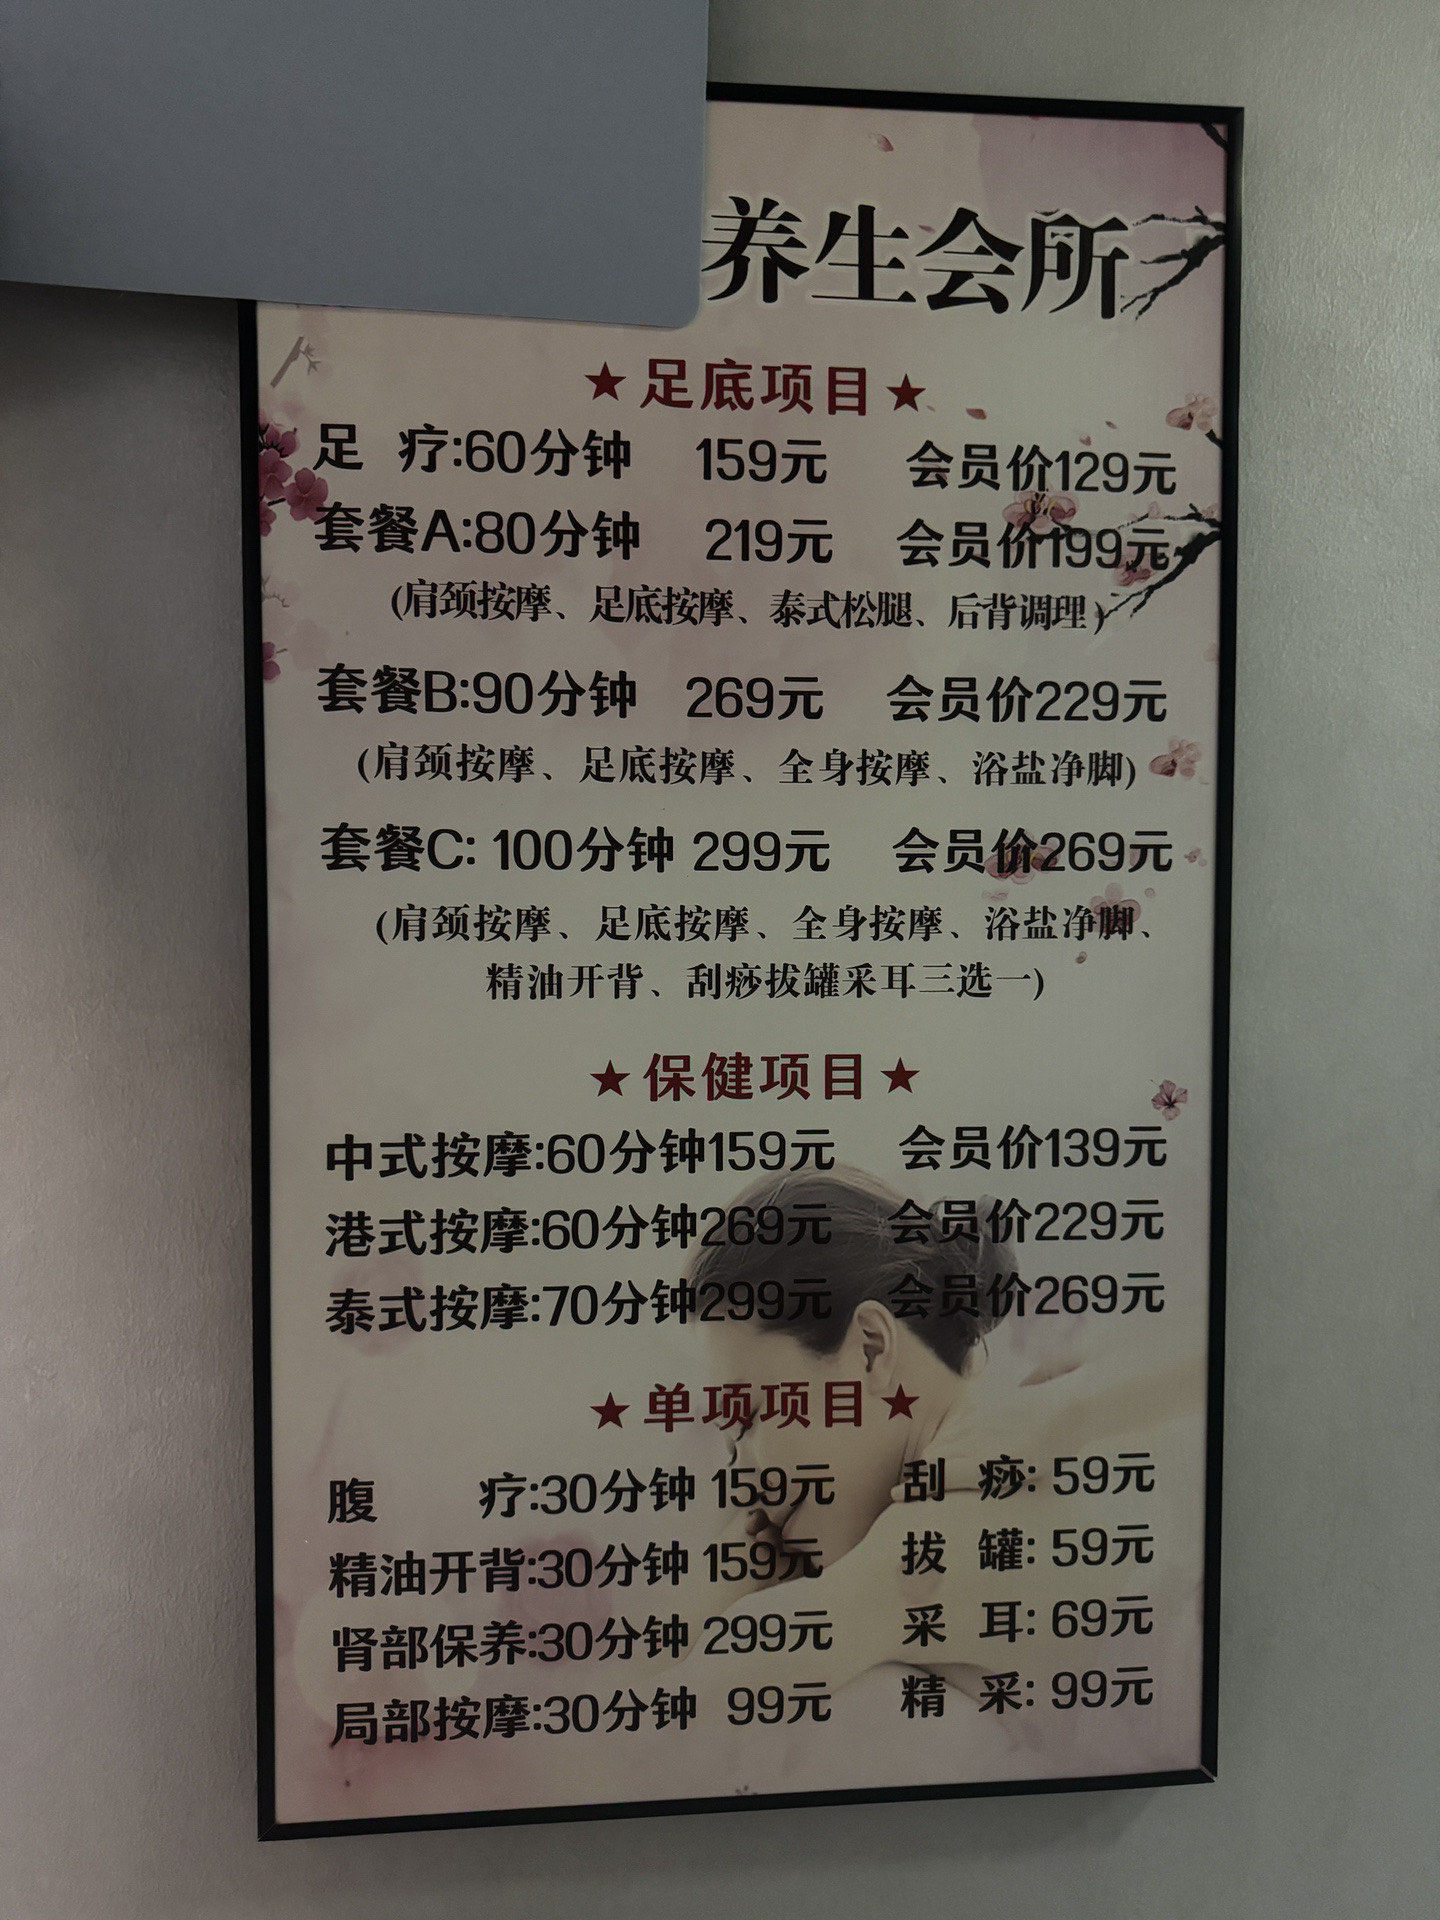 养生会所
★足底项目★
足 疗:60分钟 159元 会员价129元
套餐A:80分钟 219元 会员价199元
(肩颈按摩、足底按摩、泰式松腿、后背调理)
套餐B:90分钟 269元 会员价229元
(肩颈按摩、足底按摩、全身按摩、浴盐净脚)
套餐C: 100分钟 299元 会员价269元
(肩颈按摩、足底按摩、全身按摩、浴盐净脚、
精油开背、刮痧拔罐采耳三选一)
★保健项目★
中式按摩:60分钟159元 会员价139元
港式按摩:60分钟269元 会员价229元
泰式按摩:70分钟299元 会员价269元
★单项项目★
腹 疗:30分钟 159元 刮 痧: 59元
精油开背:30分钟 159元 拔 罐: 59元
肾部保养:30分钟 299元 采 耳: 69元
局部按摩:30分钟 99元 精 采: 99元